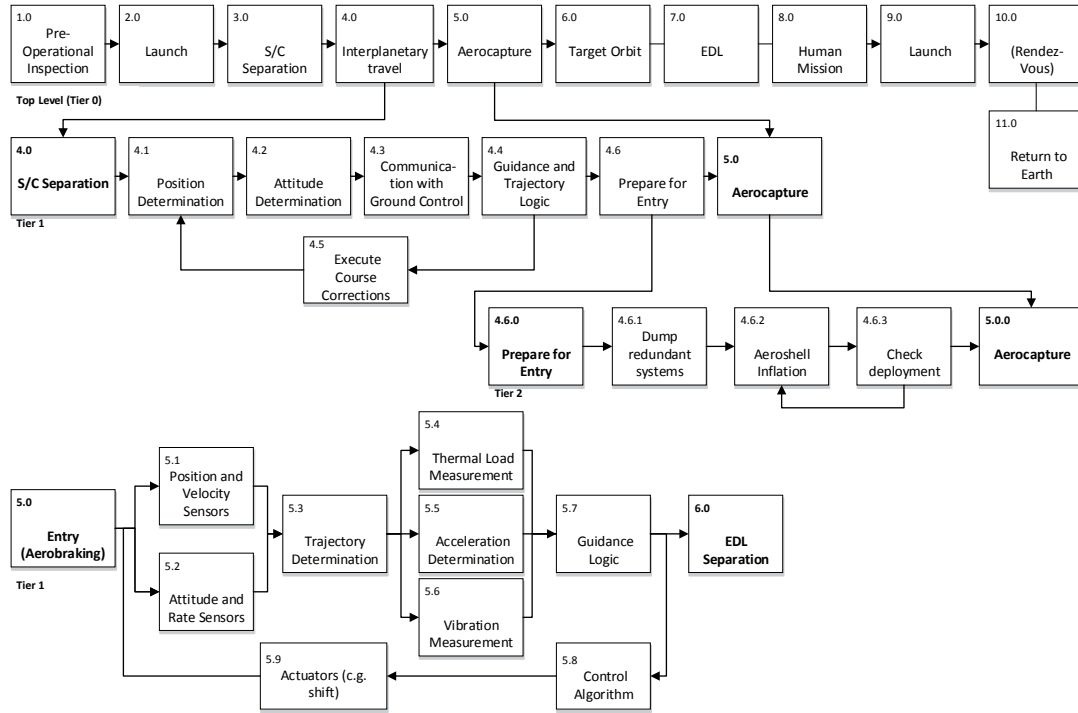 1.0
Pre-
Operational
Inspection
2.0
Launch
3.0
S/C
Separation
4.0
Interplanetary
travel
5.0
Aerocapture
6.0
Target Orbit
7.0
EDL
8.0
Human
Mission
9.0
Launch
10.0
(Rendez-
Vous)
Top Level (Tier 0)
11.0
Return to
Earth
4.0
S/C Separation
4.1
Position
Determination
4.2
Attitude
Determination
4.3
Communica-
tion with
Ground Control
4.4
Guidance and
Trajectory
Logic
4.6
Prepare for
Entry
5.0
Aerocapture
Tier 1
4.5
Execute
Course
Corrections
4.6.0
Prepare for
Entry
4.6.1
Dump
redundant
systems
4.6.2
Aeroshell
Inflation
4.6.3
Check
deployment
5.0.0
Aerocapture
Tier 2
5.0
Entry
(Aerobraking)
Tier 1
5.1
Position and
Velocity
Sensors
5.2
Attitude and
Rate Sensors
5.3
Trajectory
Determination
5.4
Thermal Load
Measurement
5.5
Acceleration
Determination
5.6
Vibration
Measurement
5.7
Guidance
Logic
6.0
EDL
Separation
5.9
Actuators (c.g.
shift)
5.8
Control
Algorithm